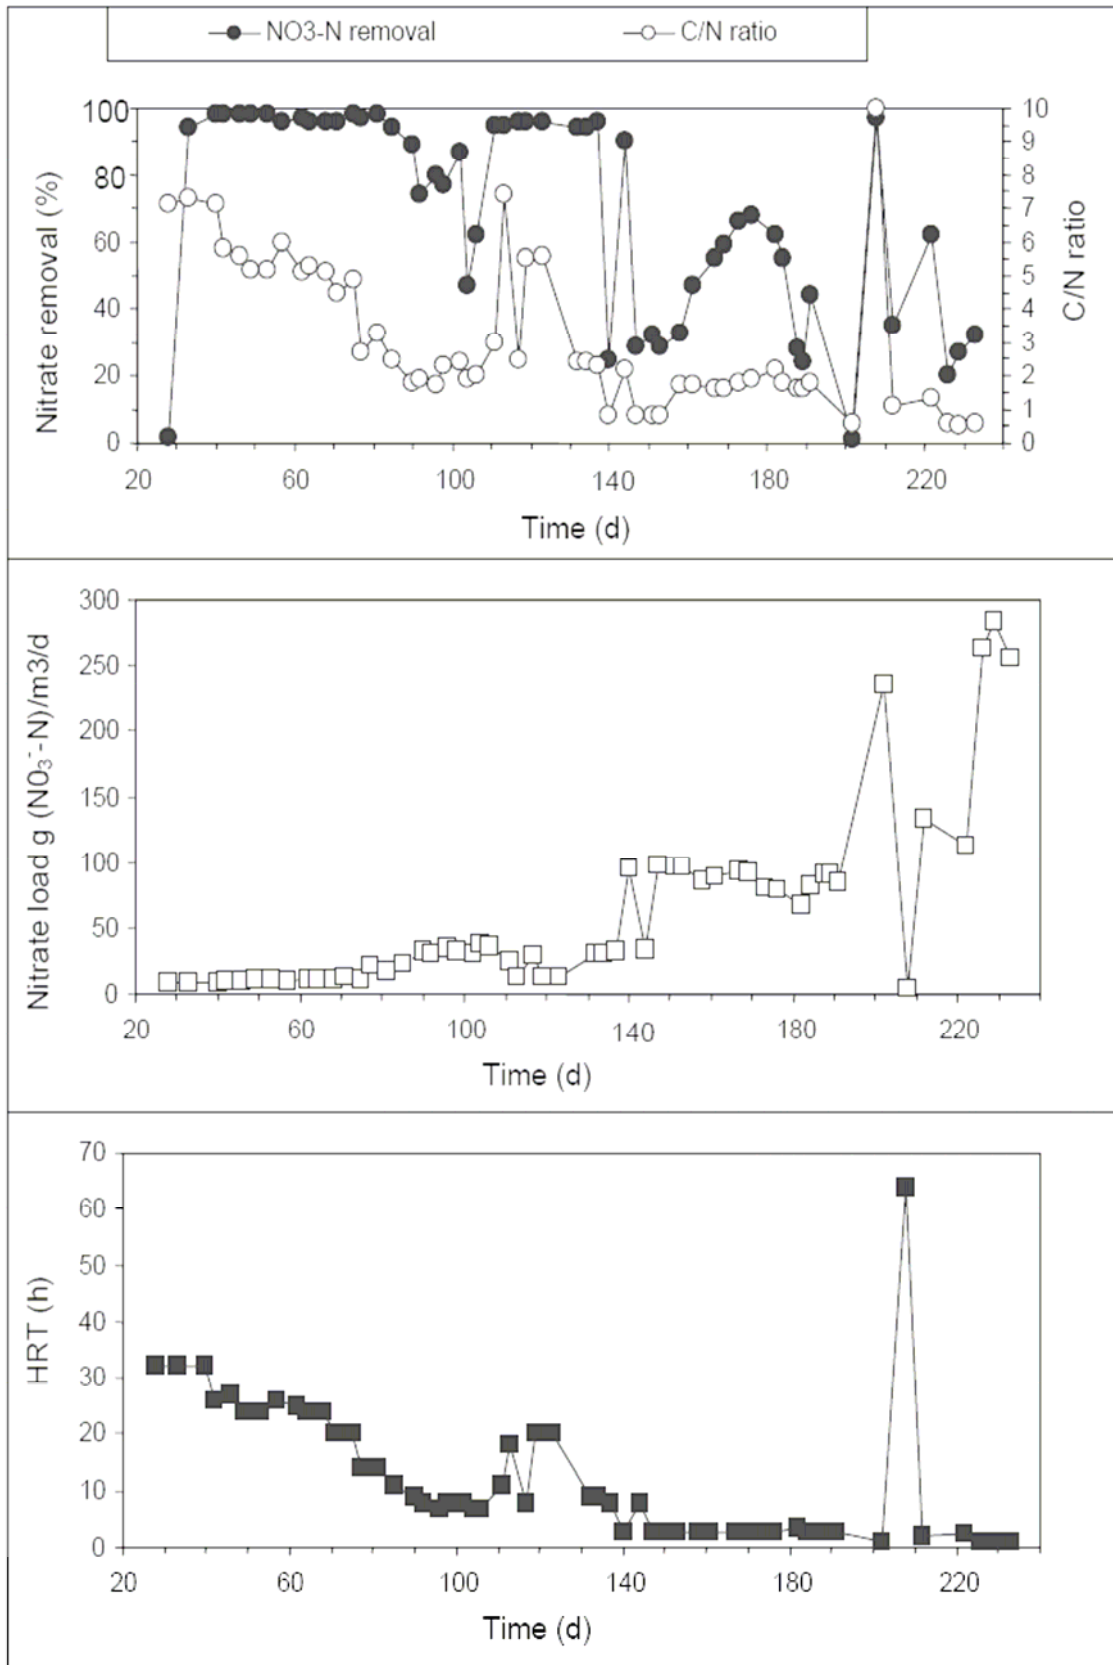 NO3-N removal C/N ratio
Nitrate removal (%)
100
80
60
40
20
0
10
9
8
7
6
5
4
3
2
1
0
C/N ratio
20 60 100 140 180 220
Time (d)
Nitrate load g (NO₃⁻-N)/m3/d
300
250
200
150
100
50
0
20 60 100 140 180 220
Time (d)
HRT (h)
70
60
50
40
30
20
10
0
20 60 100 140 180 220
Time (d)